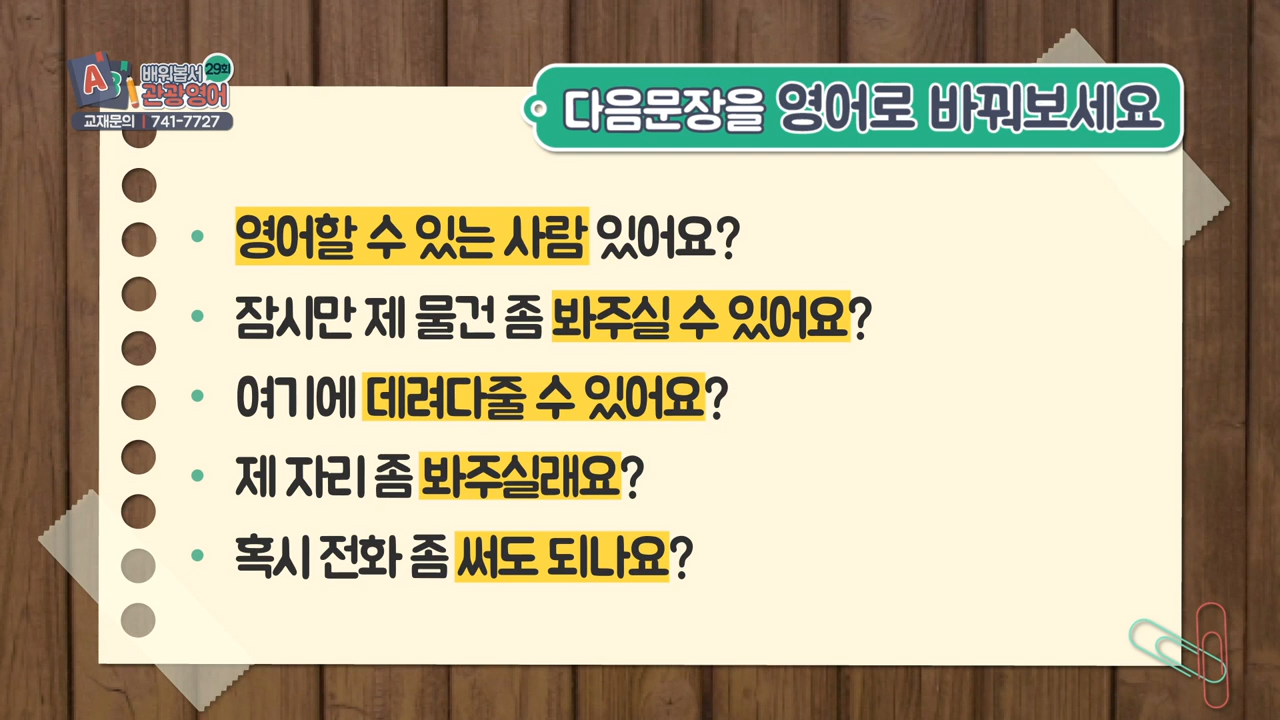 배워봅서 29회
관광영어
교재문의 | 741-7727
다음문장을 영어로 바꿔보세요
• 영어할 수 있는 사람 있어요?
• 잠시만 제 물건 좀 봐주실 수 있어요?
• 여기에 데려다줄 수 있어요?
• 제 자리 좀 봐주실래요?
• 혹시 전화 좀 써도 되나요?